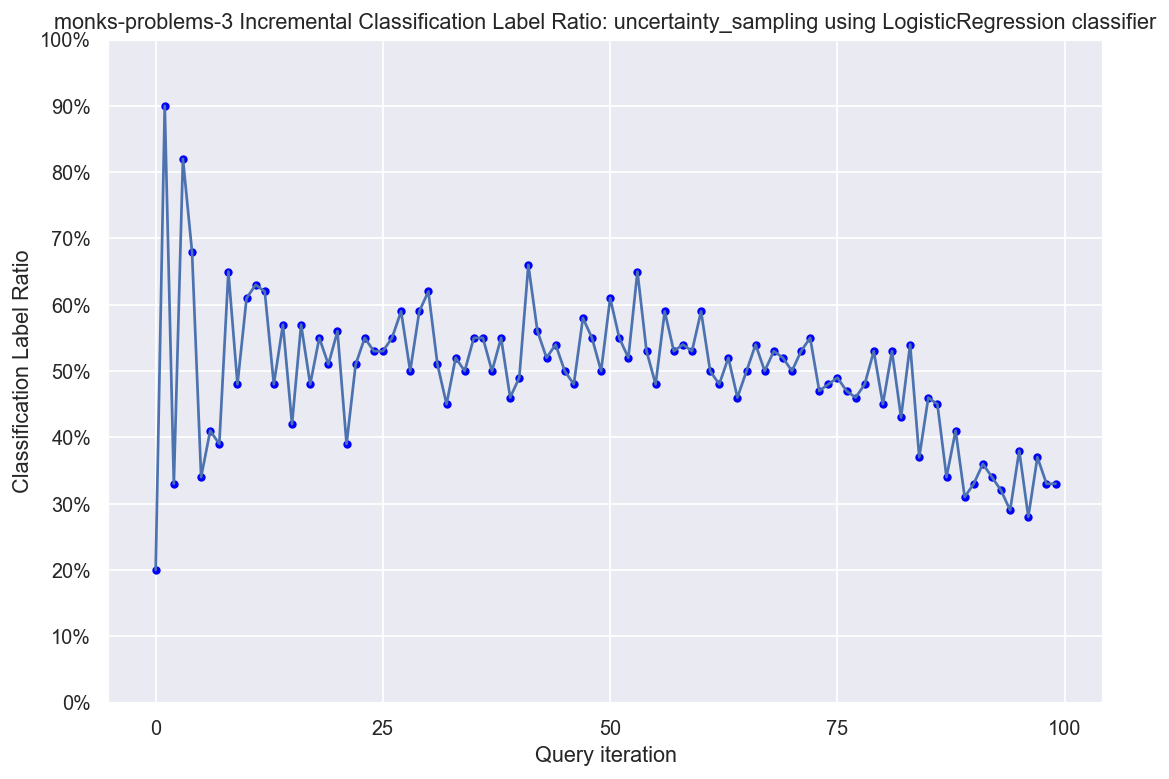 monks-problems-3 Incremental Classification Label Ratio: uncertainty_sampling using LogisticRegression classifier
100%
90%
80%
70%
60%
50%
40%
30%
20%
10%
0%
Classification Label Ratio
0 25 50 75 100
Query iteration